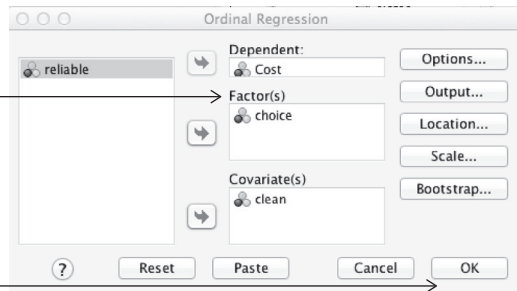 Ordinal Regression
reliable
Dependent:
Cost
Factor(s)
choice
Covariate(s)
clean
Options...
Output...
Location...
Scale...
Bootstrap...
?
Reset
Paste
Cancel
OK